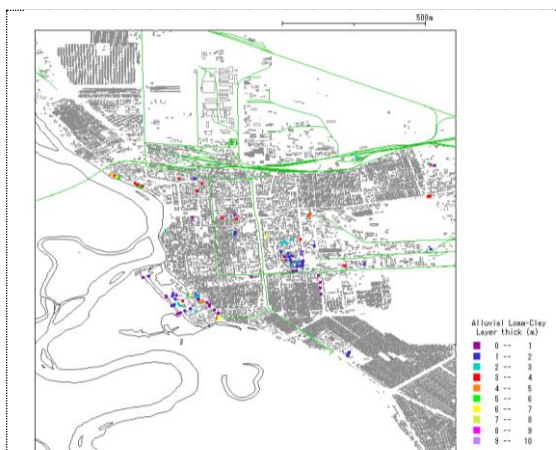 500m
Alluvial Loam-Clay
Layer thick (m)
0 -- 1
1 -- 2
2 -- 3
3 -- 4
4 -- 5
5 -- 6
6 -- 7
7 -- 8
8 -- 9
9 -- 10